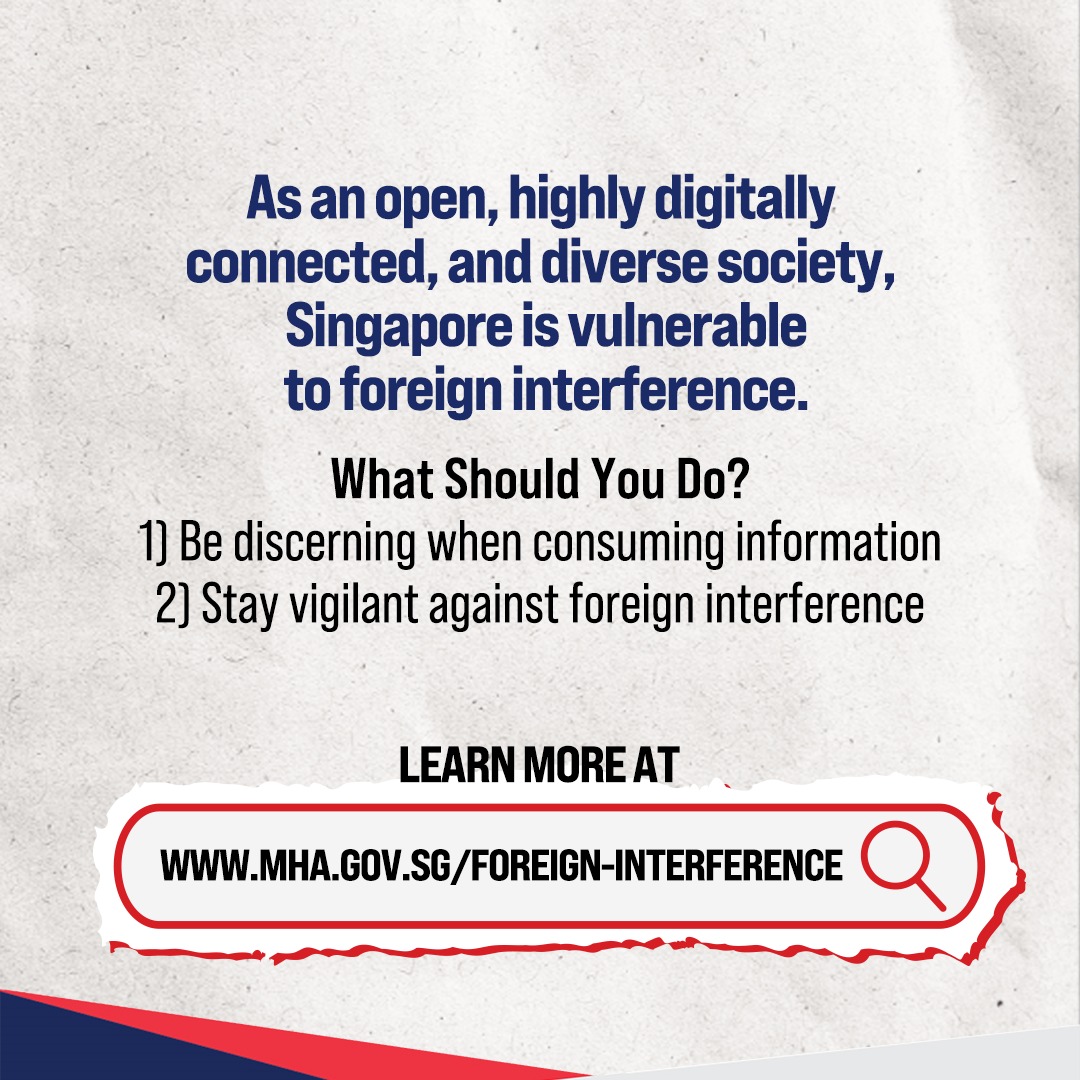 As an open, highly digitally
connected, and diverse society,
Singapore is vulnerable
to foreign interference.
What Should You Do?
1) Be discerning when consuming information
2) Stay vigilant against foreign interference
LEARN MORE AT
WWW.MHA.GOV.SG/FOREIGN-INTERFERENCE